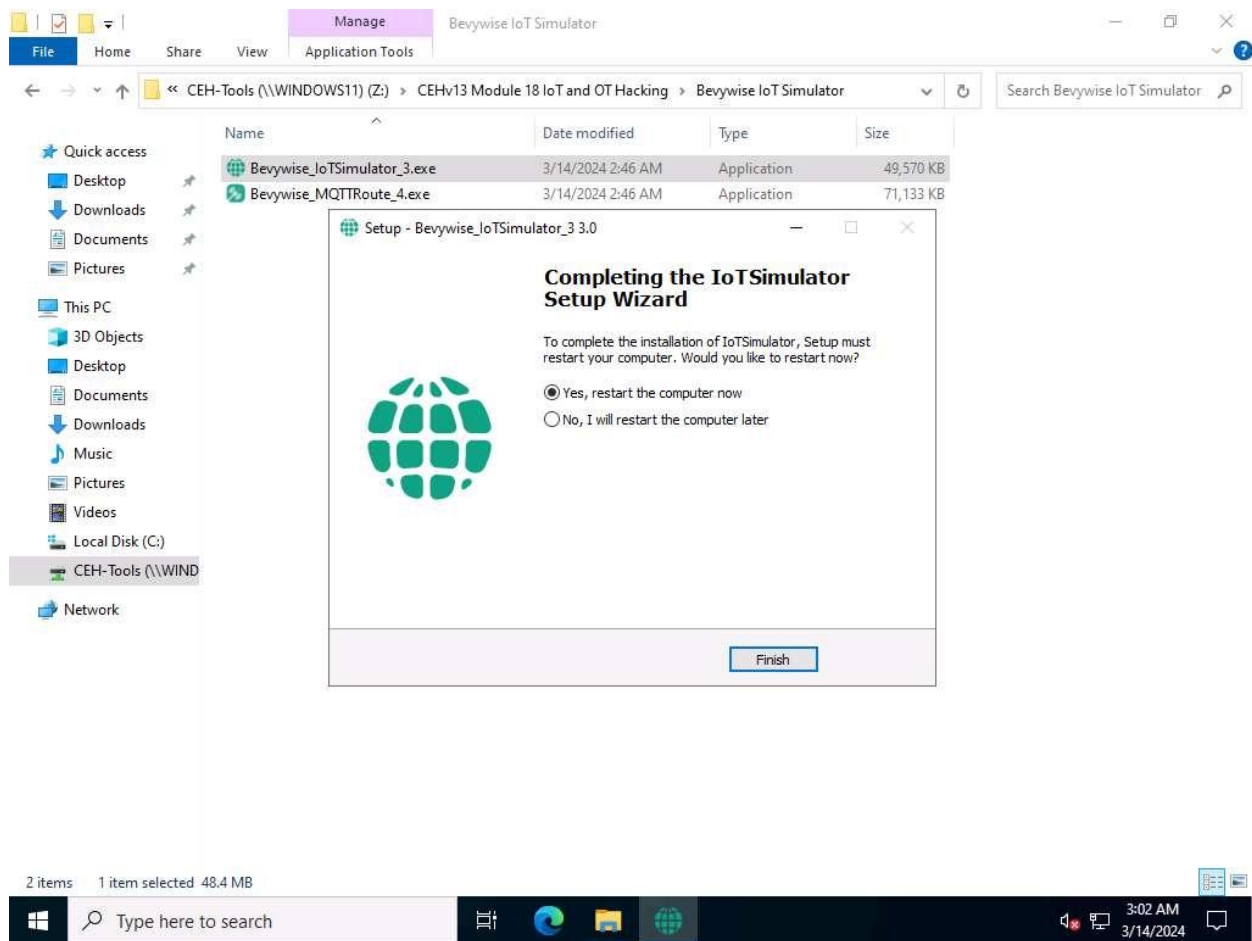 Manage
Bevywise IoT Simulator
File Home Share View Application Tools
« CEH-Tools (\\WINDOWS11) (Z:) > CEHv13 Module 18 IoT and OT Hacking > Bevywise IoT Simulator
Search Bevywise IoT Simulator
Name Date modified Type Size
Bevywise_IoTSimulator_3.exe 3/14/2024 2:46 AM Application 49,570 KB
Bevywise_MQTTRoute_4.exe 3/14/2024 2:46 AM Application 71,133 KB
Quick access
Desktop
Downloads
Documents
Pictures
This PC
3D Objects
Desktop
Documents
Downloads
Music
Pictures
Videos
Local Disk (C:)
CEH-Tools (\\WIND
Network
Setup - Bevywise_IoTSimulator_3 3.0
Completing the IoTSimulator
Setup Wizard
To complete the installation of IoTSimulator, Setup must
restart your computer. Would you like to restart now?
Yes, restart the computer now
No, I will restart the computer later
Finish
2 items 1 item selected 48.4 MB
Type here to search
3:02 AM
3/14/2024